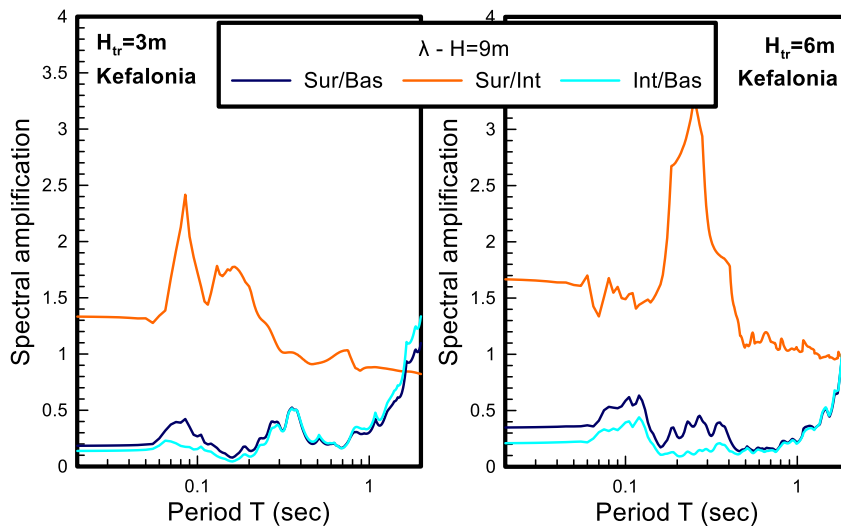 4
3.5
3
2.5
2
1.5
1
0.5
0
Spectral amplification
H_tr=3m
Kefalonia
0.1
1
Period T (sec)
λ - H=9m
Sur/Bas
Sur/Int
Int/Bas
4
3.5
3
2.5
2
1.5
1
0.5
0
Spectral amplification
H_tr=6m
Kefalonia
0.1
1
Period T (sec)